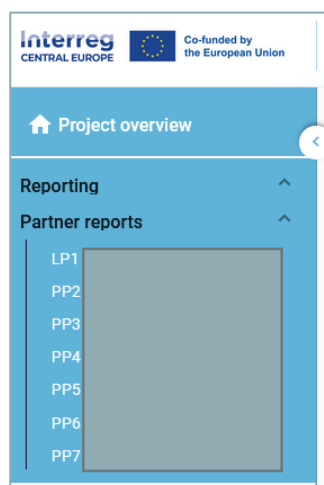 Interreg
CENTRAL EUROPE
Co-funded by
the European Union
Project overview
Reporting
Partner reports
LP1
PP2
PP3
PP4
PP5
PP6
PP7